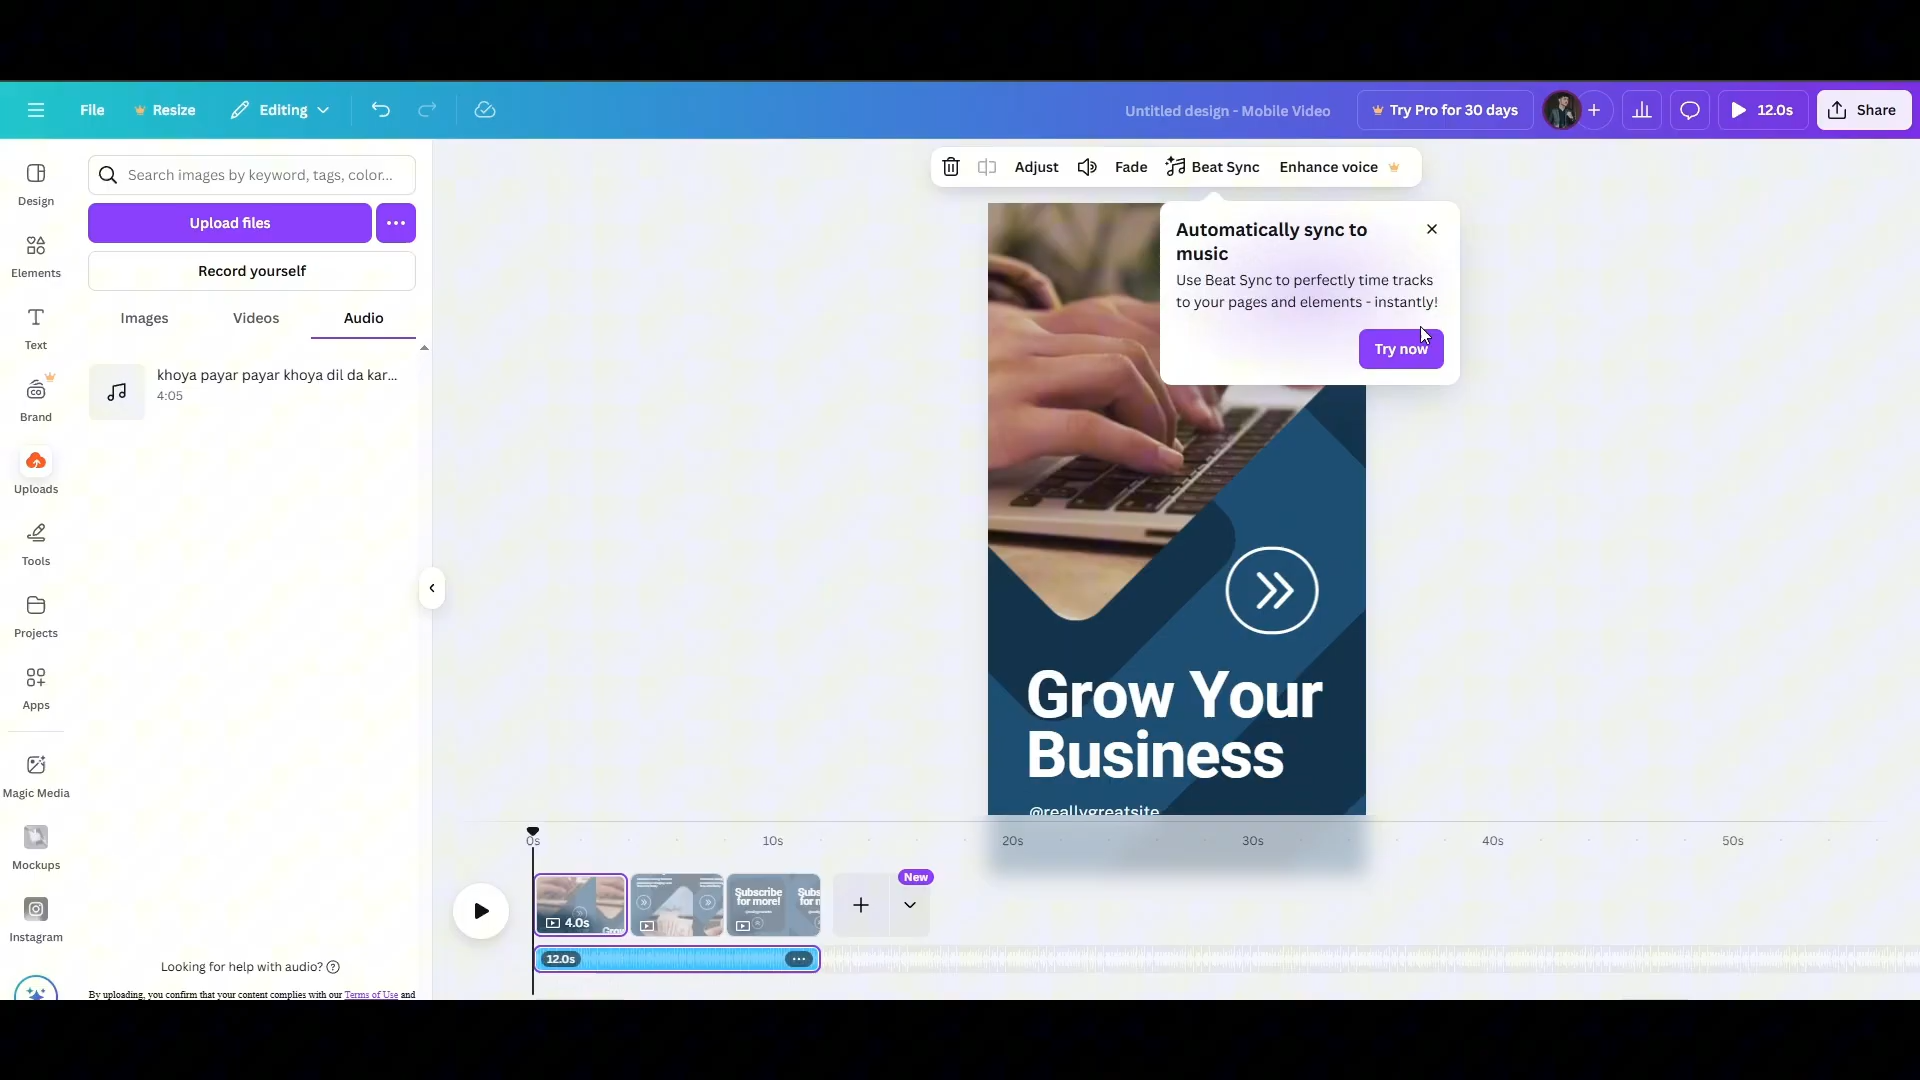 File
Resize
Editing
Untitled design - Mobile Video
Try Pro for 30 days
12.0s
Share
Design
Elements
Text
Brand
Uploads
Tools
Projects
Apps
Magic Media
Mockups
Instagram
Search images by keyword, tags, color...
Upload files
Record yourself
Images
Videos
Audio
khoya payar payar khoya dil da kar...
4:05
Looking for help with audio?
By uploading, you confirm that your content complies with our Terms of Use and
Adjust
Fade
Beat Sync
Enhance voice
Automatically sync to
music
Use Beat Sync to perfectly time tracks
to your pages and elements - instantly!
Try now
Grow Your
Business
@reallygreatsite
0s
10s
20s
30s
40s
50s
4.0s
Subscribe
for more!
New
12.0s